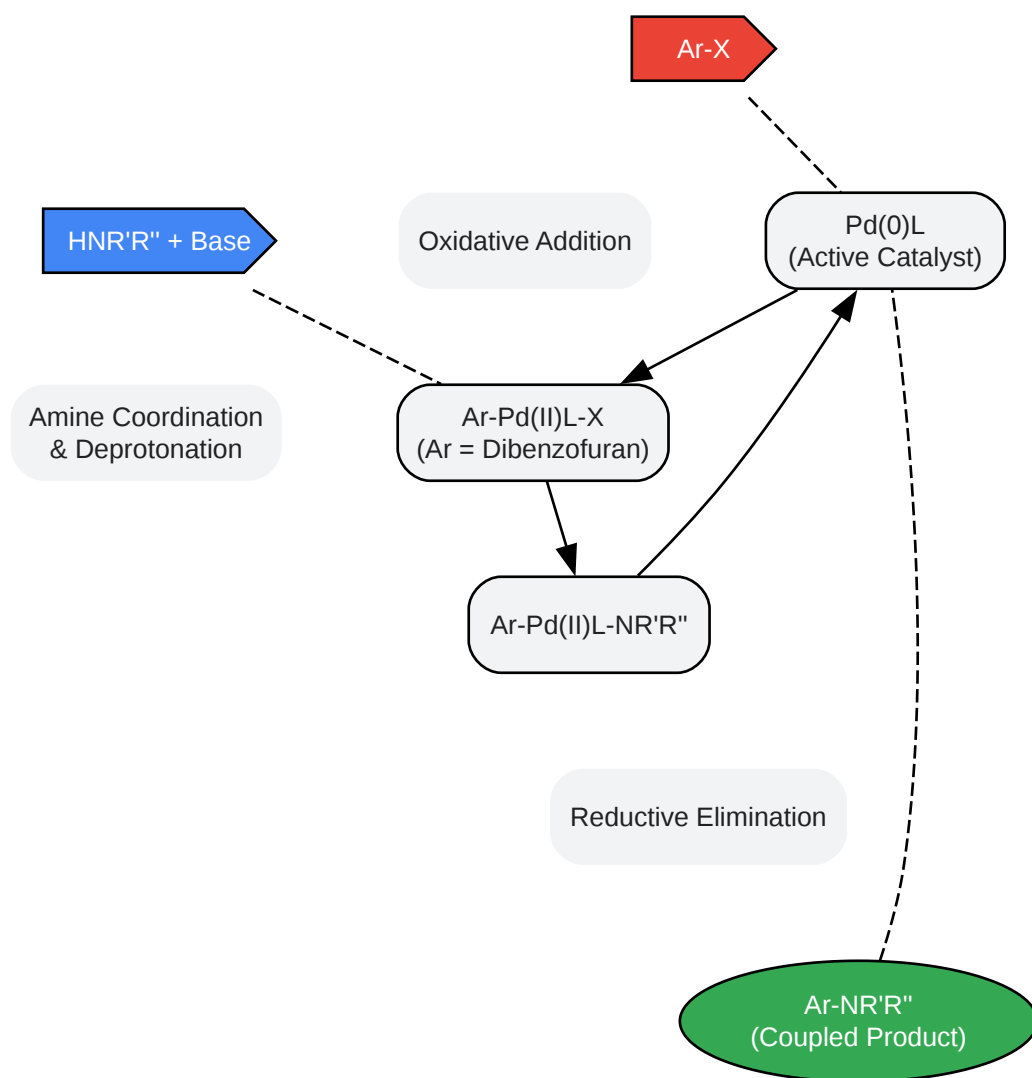 Ar-X
Pd(0)L
(Active Catalyst)
HNR'R'' + Base
Oxidative Addition
Amine Coordination
& Deprotonation
Ar-Pd(II)L-X
(Ar = Dibenzofuran)
Ar-Pd(II)L-NR'R''
Reductive Elimination
Ar-NR'R''
(Coupled Product)